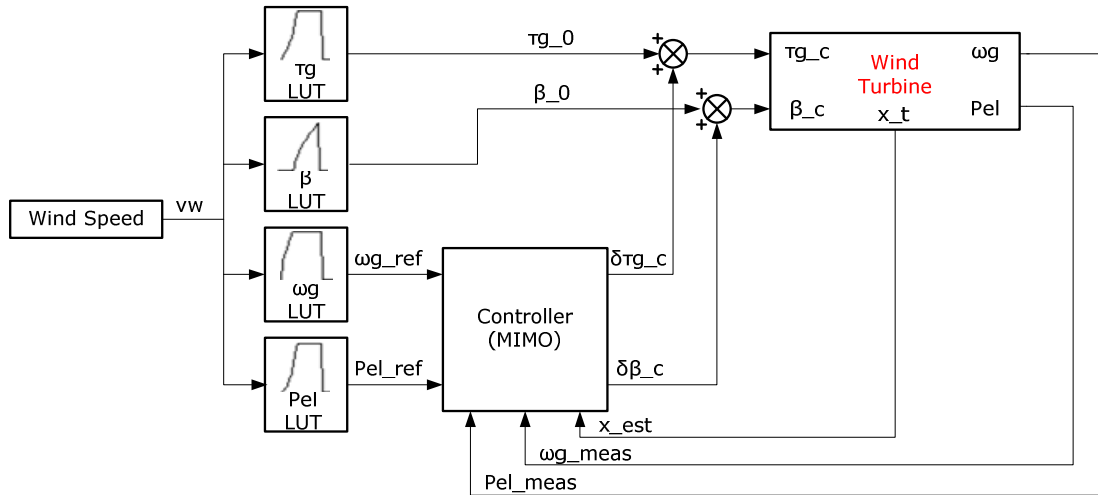 τg
LUT
τg_0
+
+
τg_c
ωg
Wind
Turbine
β_c
x_t
Pel
β
LUT
β_0
+
+
Wind Speed
vw
ωg
LUT
ωg_ref
δτg_c
Controller
(MIMO)
Pel
LUT
Pel_ref
δβ_c
x_est
ωg_meas
Pel_meas